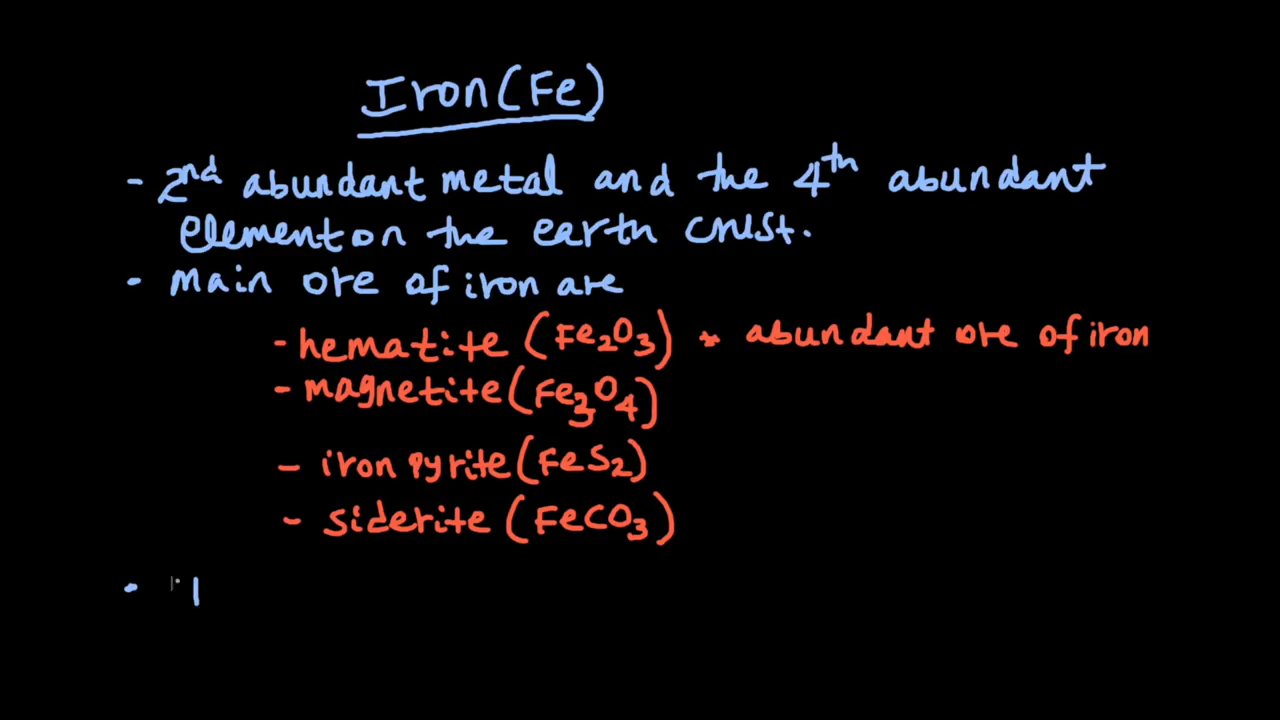 Iron (Fe)
- 2nd abundant metal and the 4th abundant
element on the earth crust.
- main ore of iron are
- hematite (Fe2O3) * abundant ore of iron
- magnetite (Fe3O4)
- iron pyrite (FeS2)
- siderite (FeCO3)